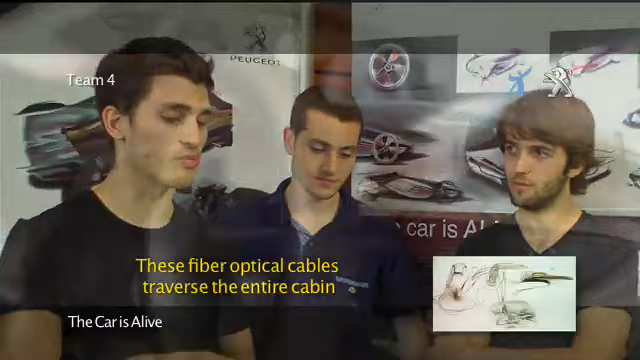 PEUGEOT
Team 4
e car is ALI
These fiber optical cables
traverse the entire cabin
The Car is Alive